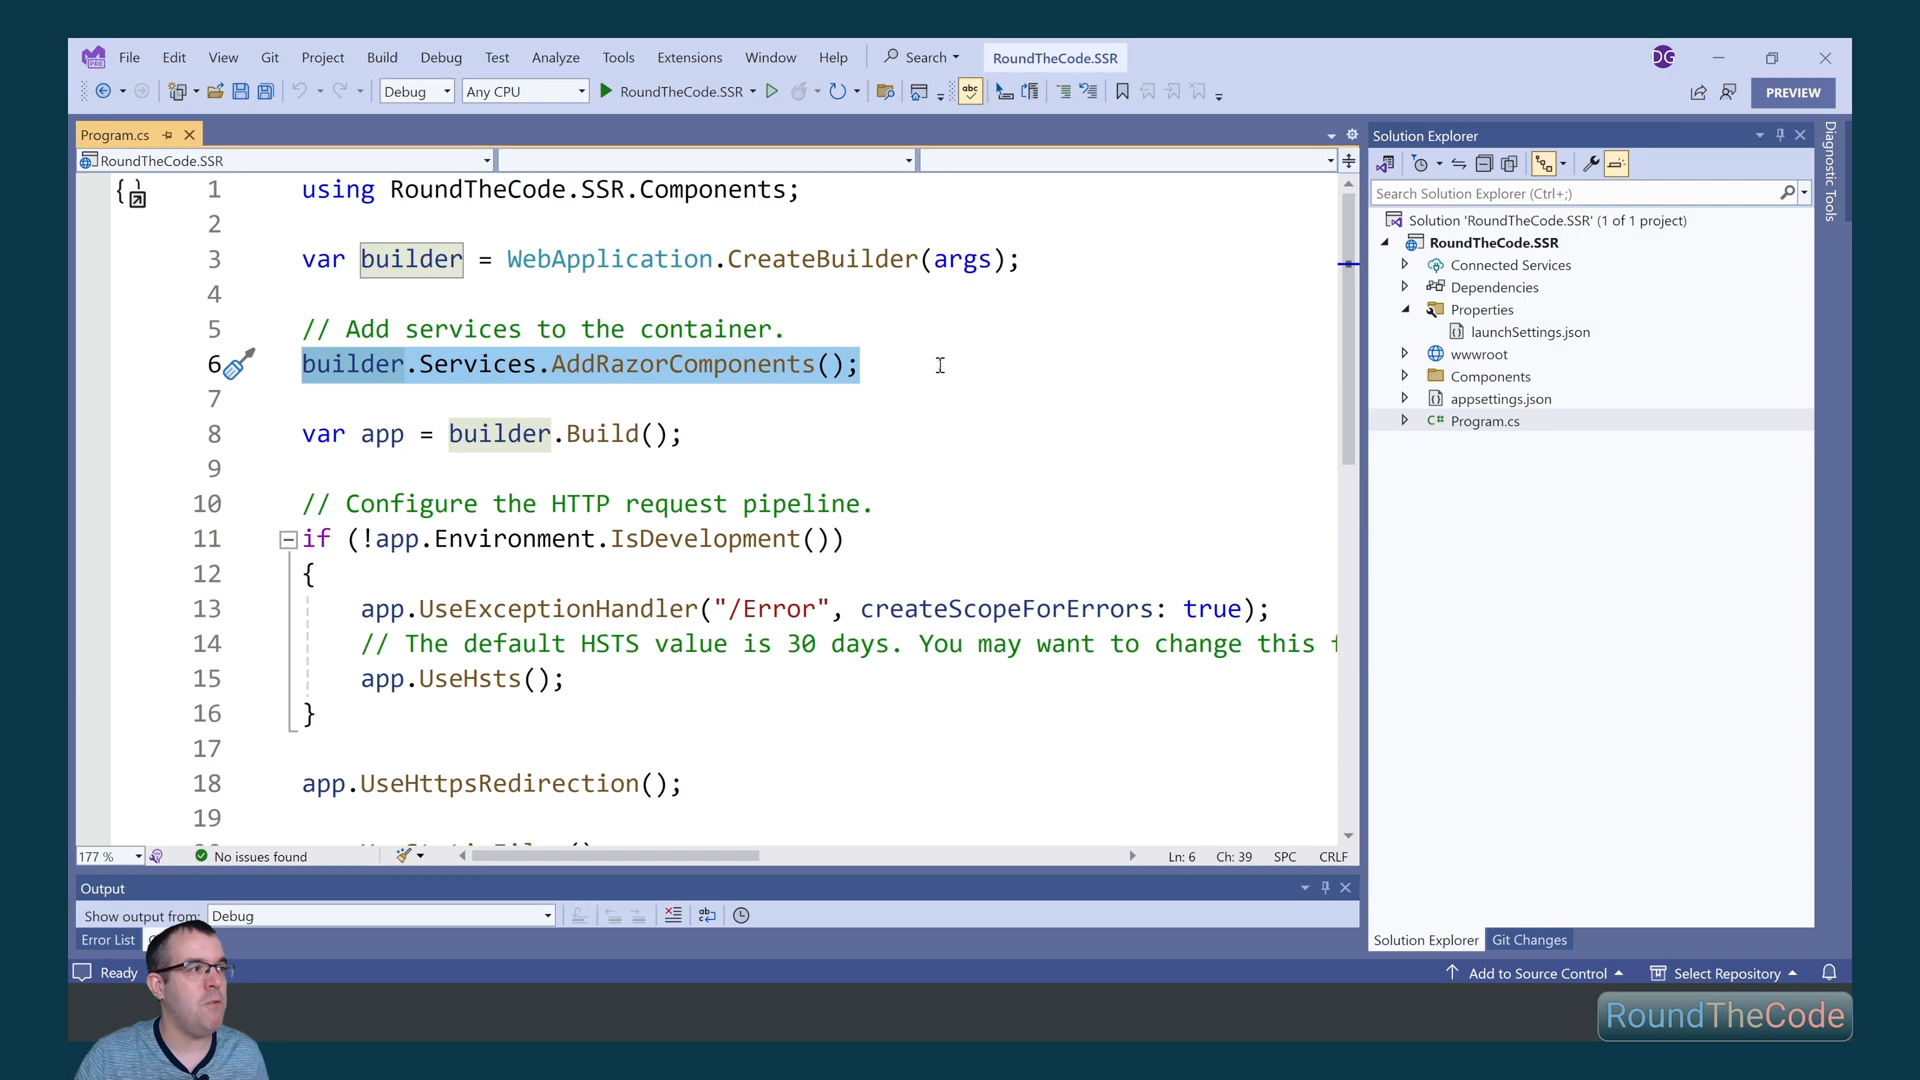 File Edit View Git Project Build Debug Test Analyze Tools Extensions Window Help Search RoundTheCode.SSR DG
Debug Any CPU RoundTheCode.SSR PREVIEW
Program.cs
RoundTheCode.SSR
1 using RoundTheCode.SSR.Components;
2
3 var builder = WebApplication.CreateBuilder(args);
4
5 // Add services to the container.
6 builder.Services.AddRazorComponents();
7
8 var app = builder.Build();
9
10 // Configure the HTTP request pipeline.
11 if (!app.Environment.IsDevelopment())
12 {
13 app.UseExceptionHandler("/Error", createScopeForErrors: true);
14 // The default HSTS value is 30 days. You may want to change this
15 app.UseHsts();
16 }
17
18 app.UseHttpsRedirection();
19
177 % No issues found Ln: 6 Ch: 39 SPC CRLF
Output
Show output from: Debug
Error List
Ready
Solution Explorer
Search Solution Explorer (Ctrl+;)
Solution 'RoundTheCode.SSR' (1 of 1 project)
RoundTheCode.SSR
Connected Services
Dependencies
Properties
launchSettings.json
wwwroot
Components
appsettings.json
C# Program.cs
Solution Explorer Git Changes
Add to Source Control Select Repository
Diagnostic Tools
RoundTheCode